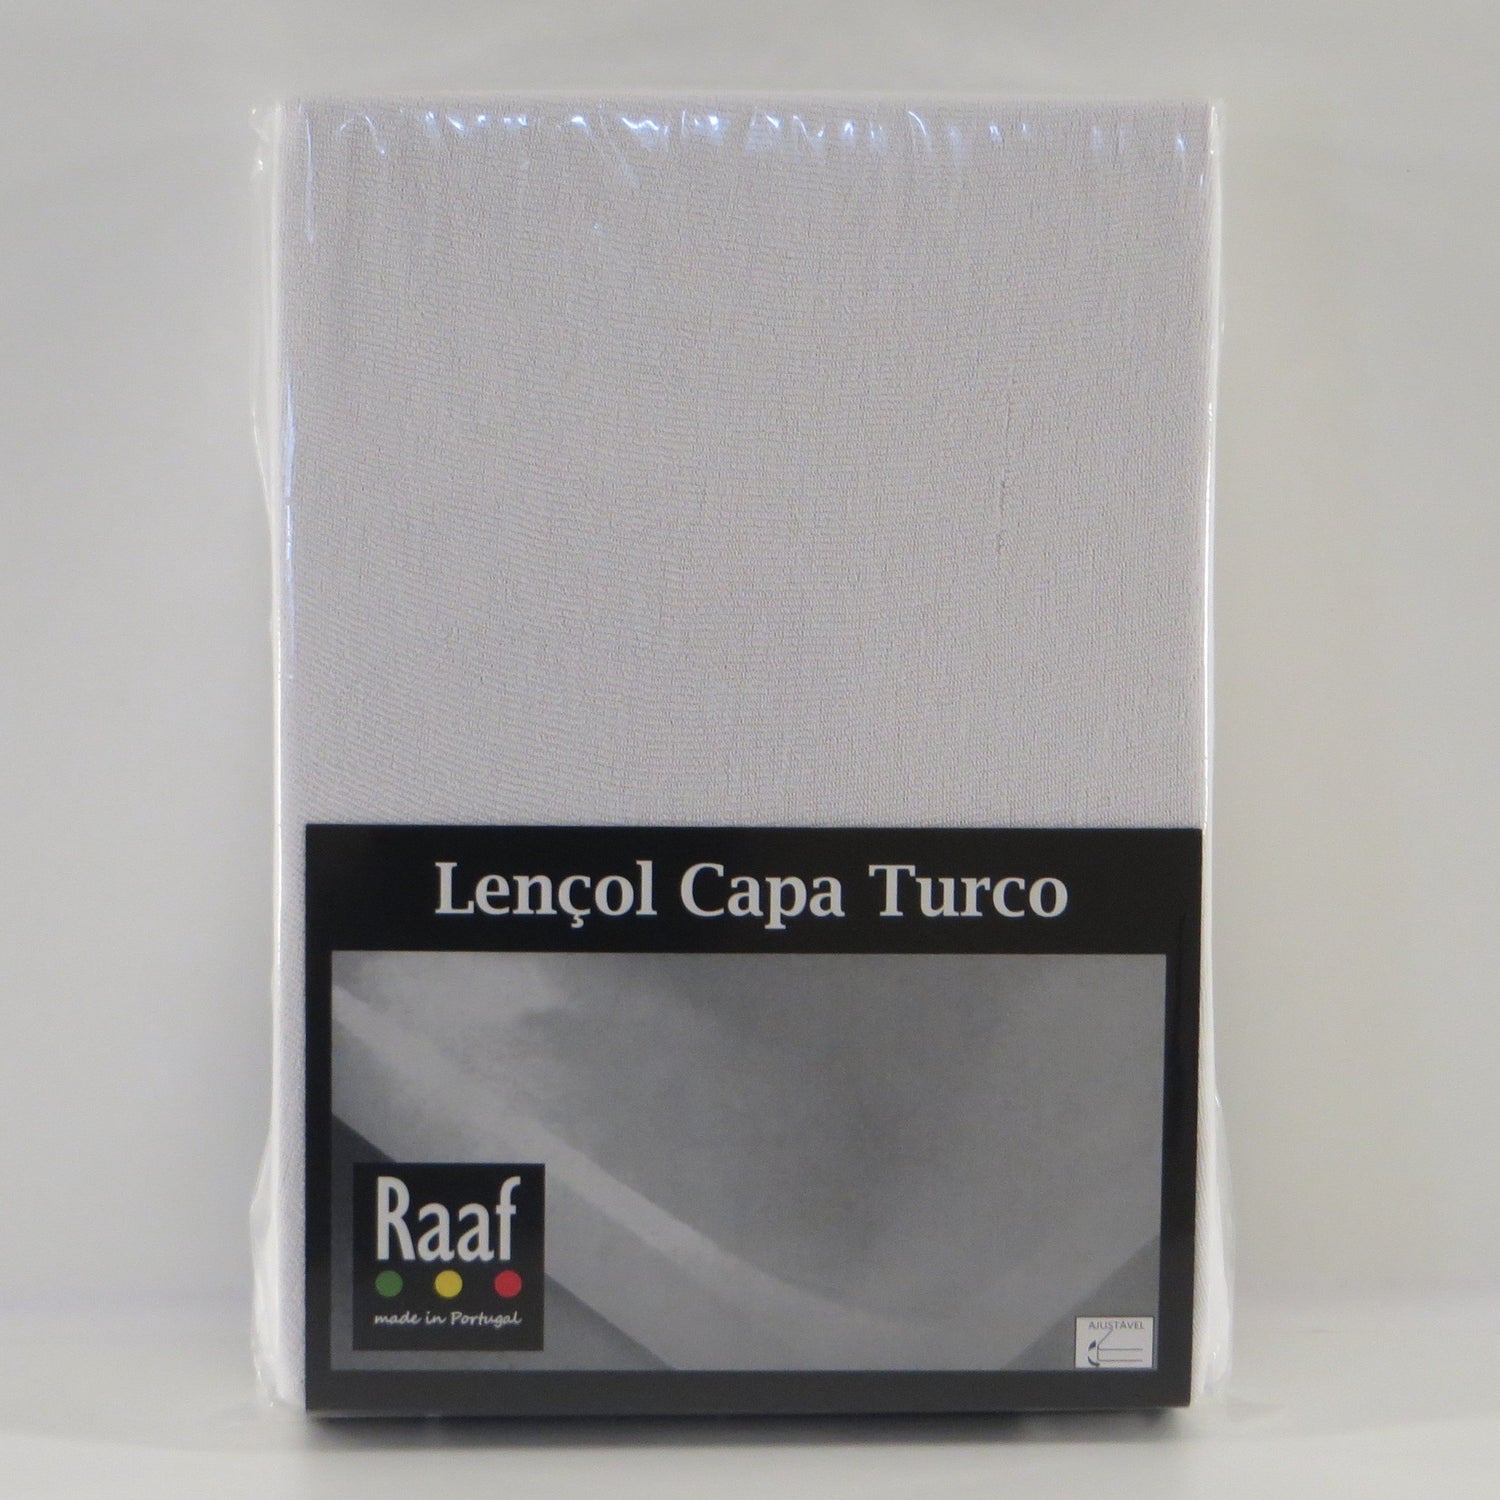 Lençol Capa Turco
Raaf
made in Portugal
AJUSTÁVEL